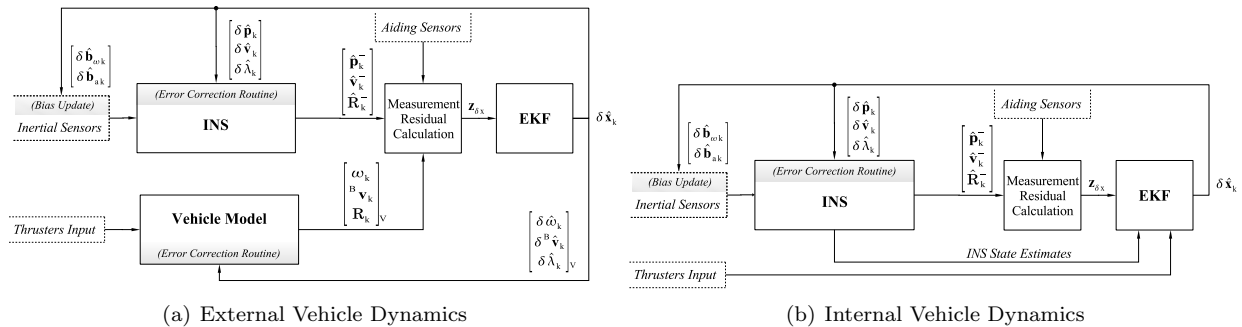 Aiding Sensors
[δp̂k δv̂k δλ̂k]
[δb̂ωk δb̂ak]
[p̂k− v̂k− R̂k−]
(Bias Update)
Inertial Sensors
(Error Correction Routine)
INS
Measurement
Residual
Calculation
zδx
EKF
δx̂k
Thrusters Input
Vehicle Model
(Error Correction Routine)
[ωk Bvk Rk]V
[δω̂k δBv̂k δλ̂k]V
(a) External Vehicle Dynamics
Aiding Sensors
[δp̂k δv̂k δλ̂k]
[δb̂ωk δb̂ak]
[p̂k− v̂k− R̂k−]
(Bias Update)
Inertial Sensors
(Error Correction Routine)
INS
Measurement
Residual
Calculation
zδx
EKF
δx̂k
INS State Estimates
Thrusters Input
(b) Internal Vehicle Dynamics